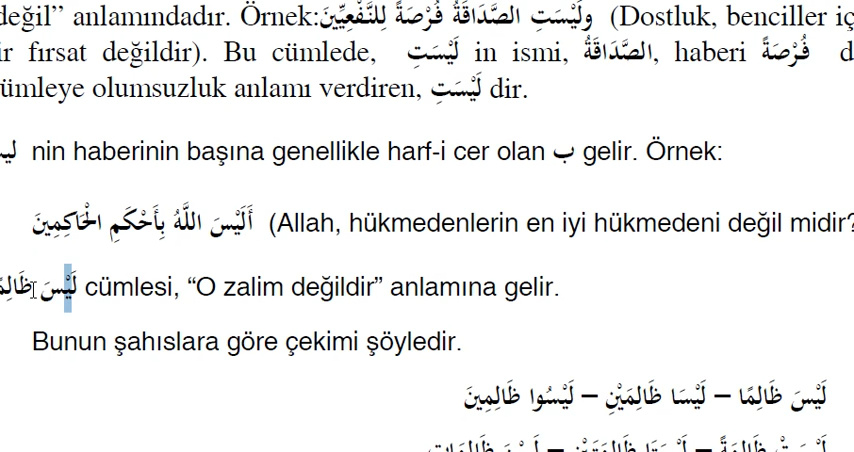 değil” anlamındadır. Örnek: وَلَيْسَتِ الصَّدَاقَةُ فُرْصَةً لِلنَّفْعِيِّينَ (Dostluk, benciller iç
ir fırsat değildir). Bu cümlede, لَيْسَتِ in ismi, الصَّدَاقَةُ, haberi فُرْصَةً d
ümleye olumsuzluk anlamı verdiren, لَيْسَتِ dir.
nin haberinin başına genellikle harf-i cer olan ب gelir. Örnek:
أَلَيْسَ اللَّهُ بِأَحْكَمِ الْحَاكِمِينَ (Allah, hükmedenlerin en iyi hükmedeni değil midir?
لَيْسَ ظَالِمًا cümlesi, “O zalim değildir” anlamına gelir.
Bunun şahıslara göre çekimi şöyledir.
لَيْسَ ظَالِمًا – لَيْسَا ظَالِمَيْنِ – لَيْسُوا ظَالِمِينَ